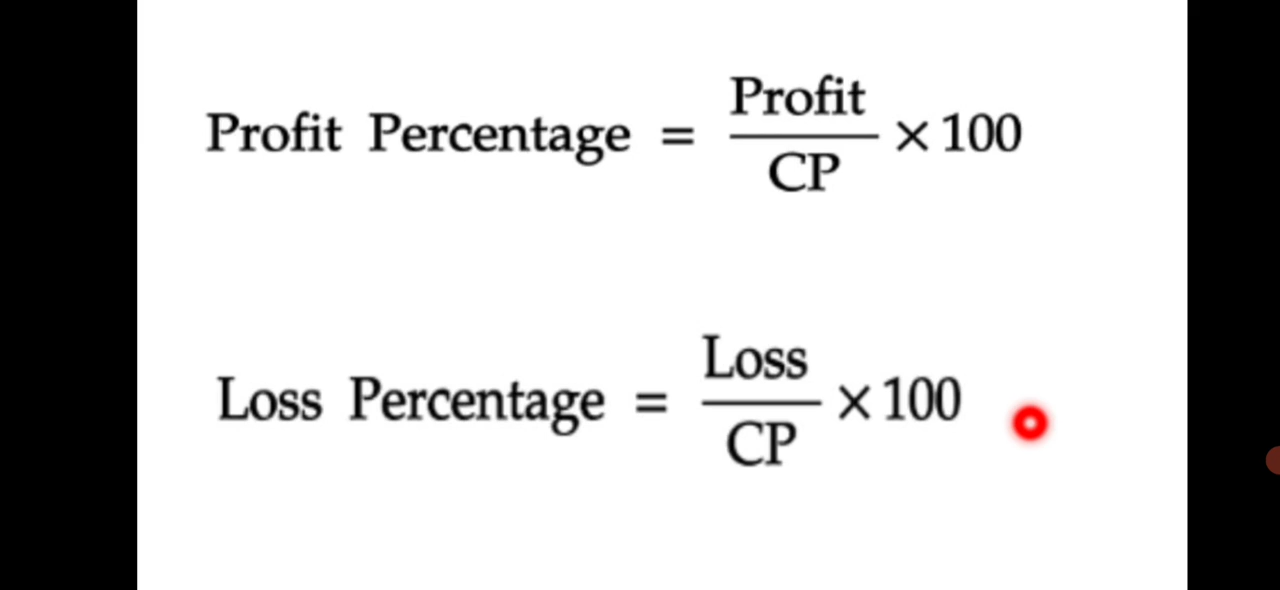 Profit Percentage = Profit/CP × 100
Loss Percentage = Loss/CP × 100